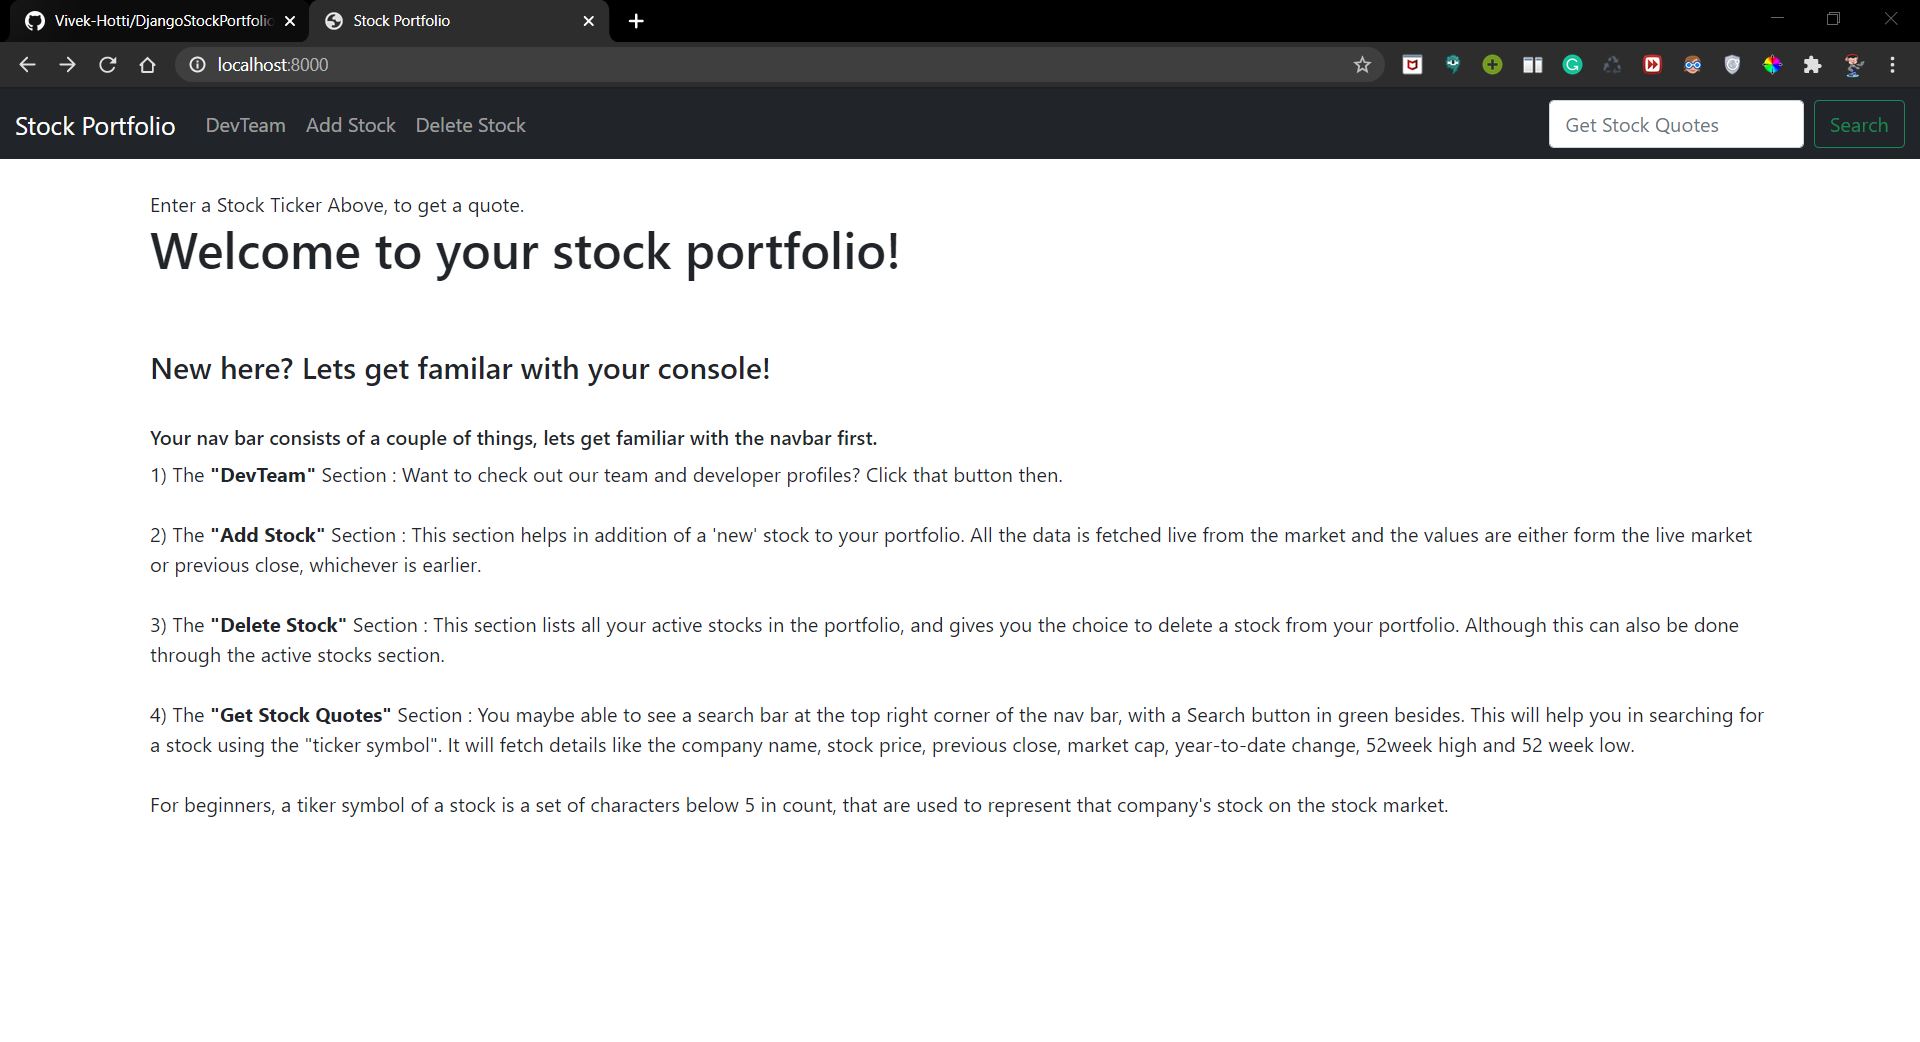 Vivek-Hotti/DjangoStockPortfolio
Stock Portfolio
localhost:8000
Stock Portfolio DevTeam Add Stock Delete Stock Get Stock Quotes Search
Enter a Stock Ticker Above, to get a quote.
Welcome to your stock portfolio!
New here? Lets get familar with your console!
Your nav bar consists of a couple of things, lets get familiar with the navbar first.
1) The "DevTeam" Section : Want to check out our team and developer profiles? Click that button then.
2) The "Add Stock" Section : This section helps in addition of a 'new' stock to your portfolio. All the data is fetched live from the market and the values are either form the live market
or previous close, whichever is earlier.
3) The "Delete Stock" Section : This section lists all your active stocks in the portfolio, and gives you the choice to delete a stock from your portfolio. Although this can also be done
through the active stocks section.
4) The "Get Stock Quotes" Section : You maybe able to see a search bar at the top right corner of the nav bar, with a Search button in green besides. This will help you in searching for
a stock using the "ticker symbol". It will fetch details like the company name, stock price, previous close, market cap, year-to-date change, 52week high and 52 week low.
For beginners, a tiker symbol of a stock is a set of characters below 5 in count, that are used to represent that company's stock on the stock market.